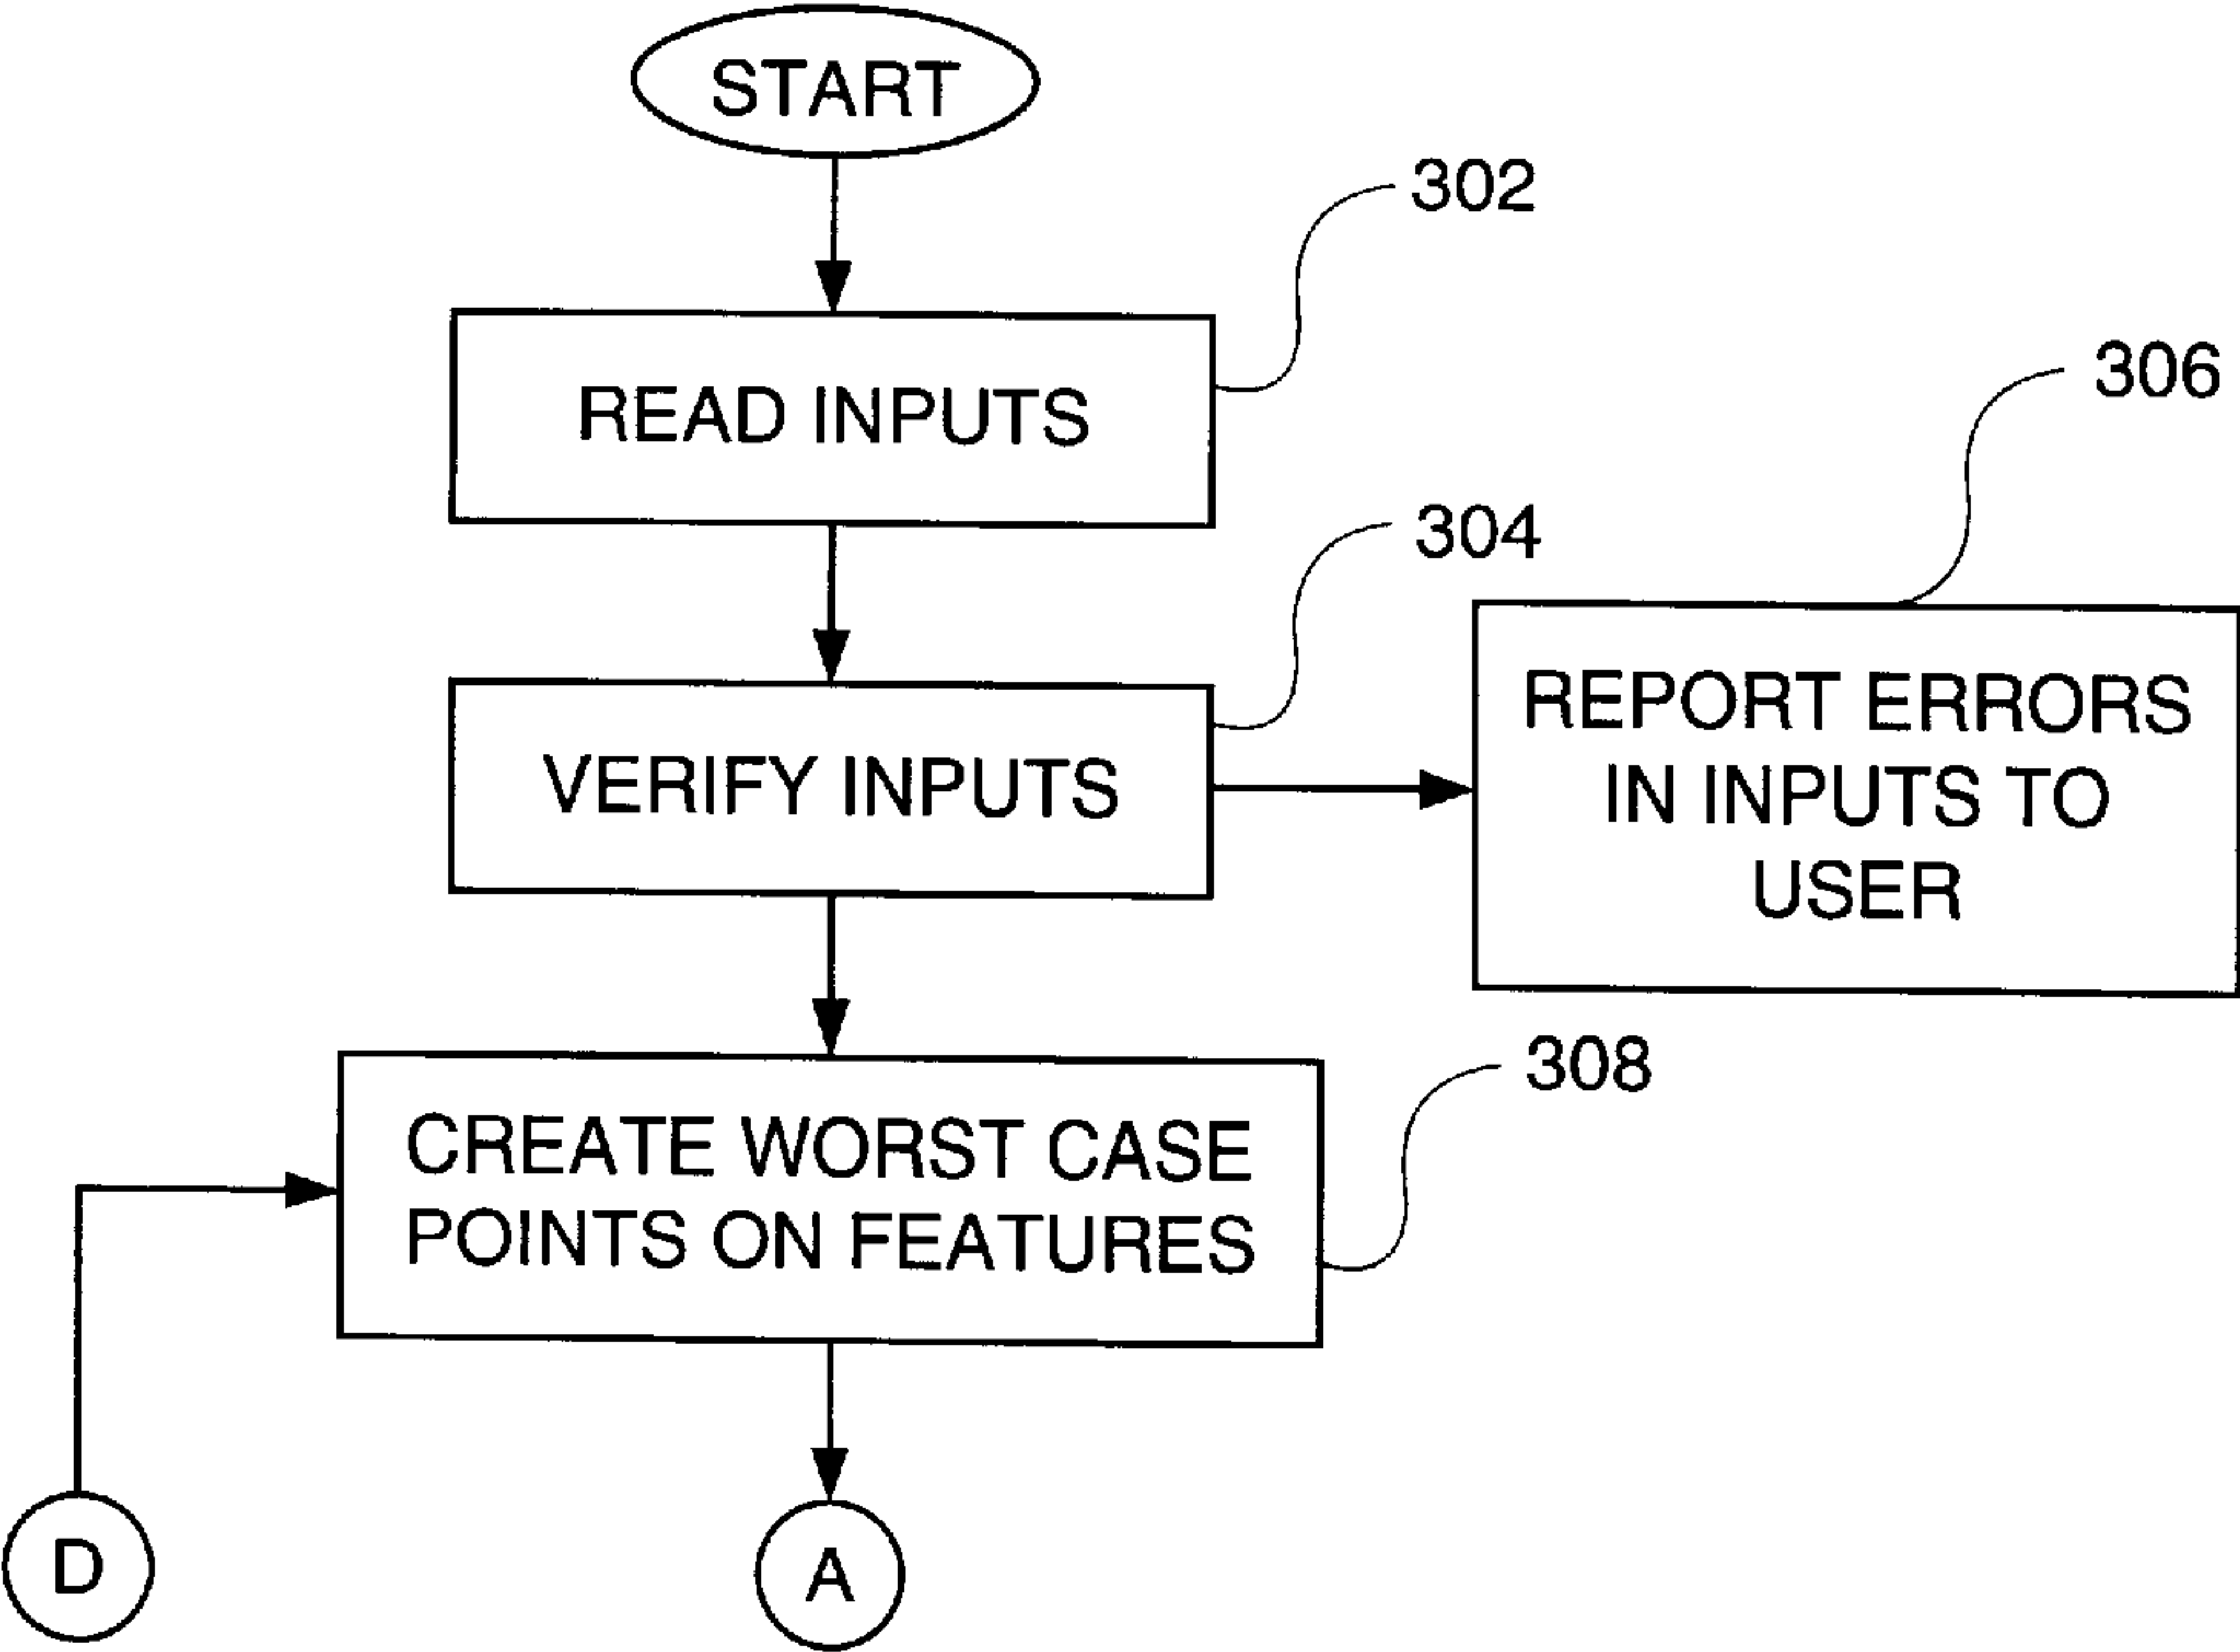 START
302
READ INPUTS
306
304
VERIFY INPUTS
REPORT ERRORS
IN INPUTS TO
USER
308
CREATE WORST CASE
POINTS ON FEATURES
D
A